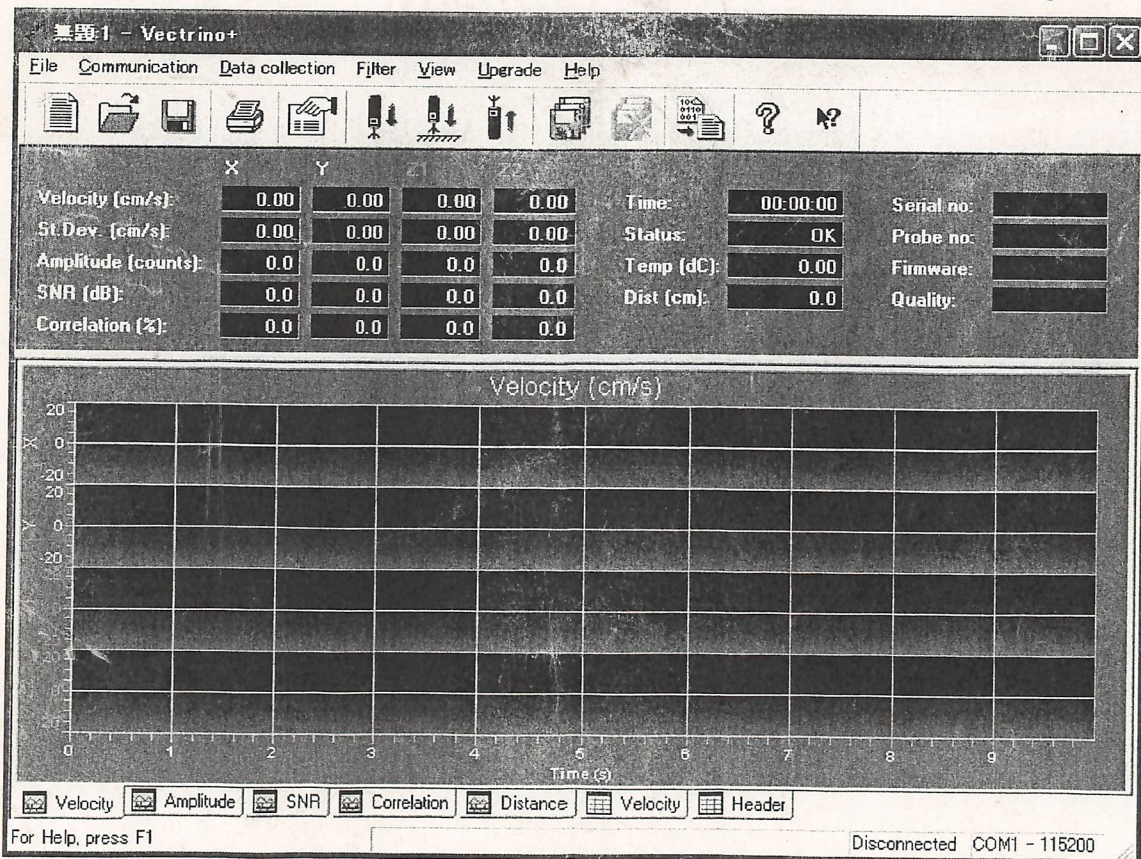 無題:1 - Vectrino+
File Communication Data collection Filter View Upgrade Help
X Y Z1 Z2
Velocity (cm/s): 0.00 0.00 0.00 0.00 Time: 00:00:00 Serial no:
St.Dev. (cm/s): 0.00 0.00 0.00 0.00 Status: OK Probe no:
Amplitude (counts): 0.0 0.0 0.0 0.0 Temp (dC): 0.00 Firmware:
SNR (dB): 0.0 0.0 0.0 0.0 Dist (cm): 0.0 Quality:
Correlation (%): 0.0 0.0 0.0 0.0
Velocity (cm/s)
20
X 0
-20
20
Y 0
-20
0 1 2 3 4 5 6 7 8 9
Time (s)
Velocity Amplitude SNR Correlation Distance Velocity Header
For Help, press F1 Disconnected COM1 - 115200